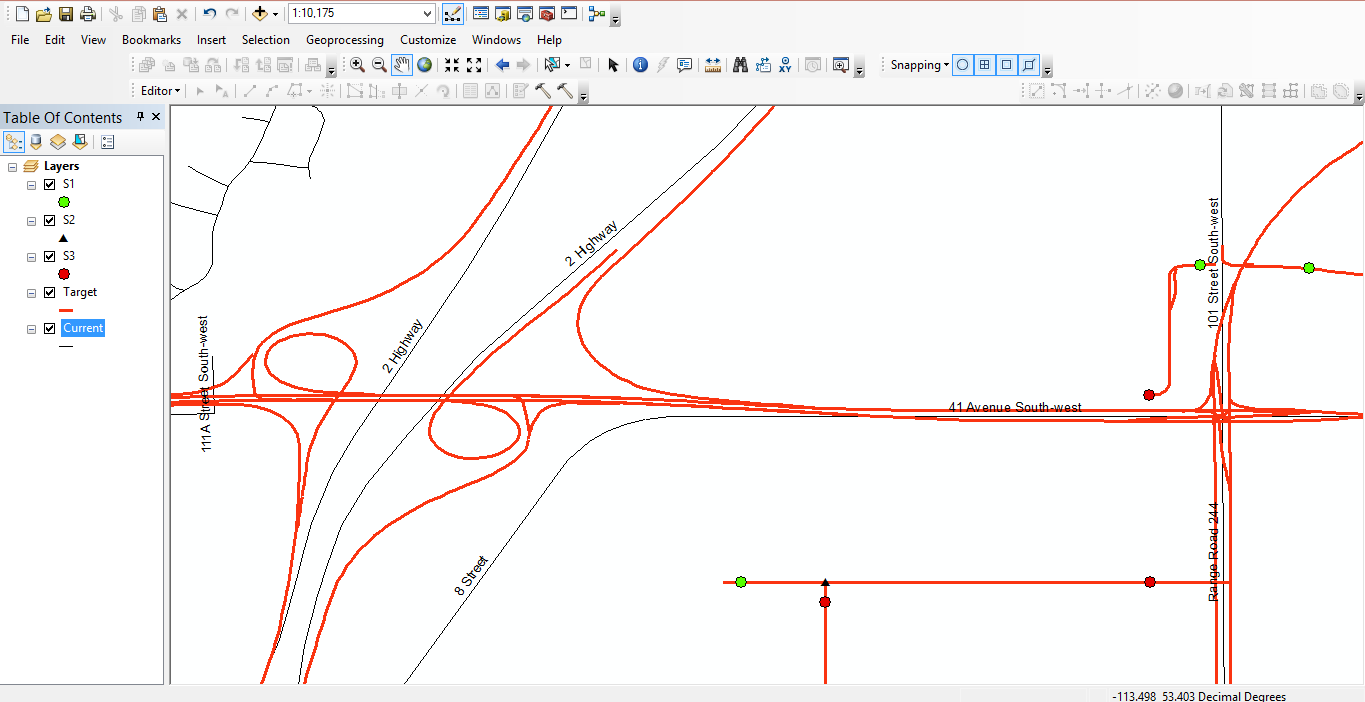 1:10,175
File Edit View Bookmarks Insert Selection Geoprocessing Customize Windows Help
Snapping
Editor
Table Of Contents
Layers
S1
S2
S3
Target
Current
2 Hghway
101 Street South-west
111A Street South-west
2 Highway
41 Avenue South-west
8 Street
Range Road 244
-113.498 53.403 Decimal Degrees